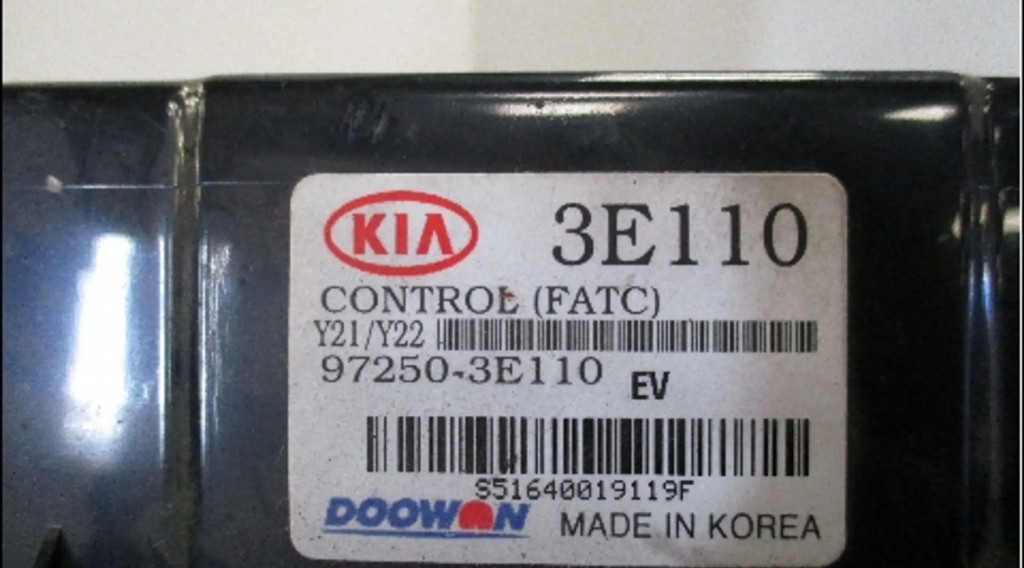 KIA 3E110
CONTROL (FATC)
Y21/Y22
97250-3E110 EV
S51640019119F
DOOWON MADE IN KOREA